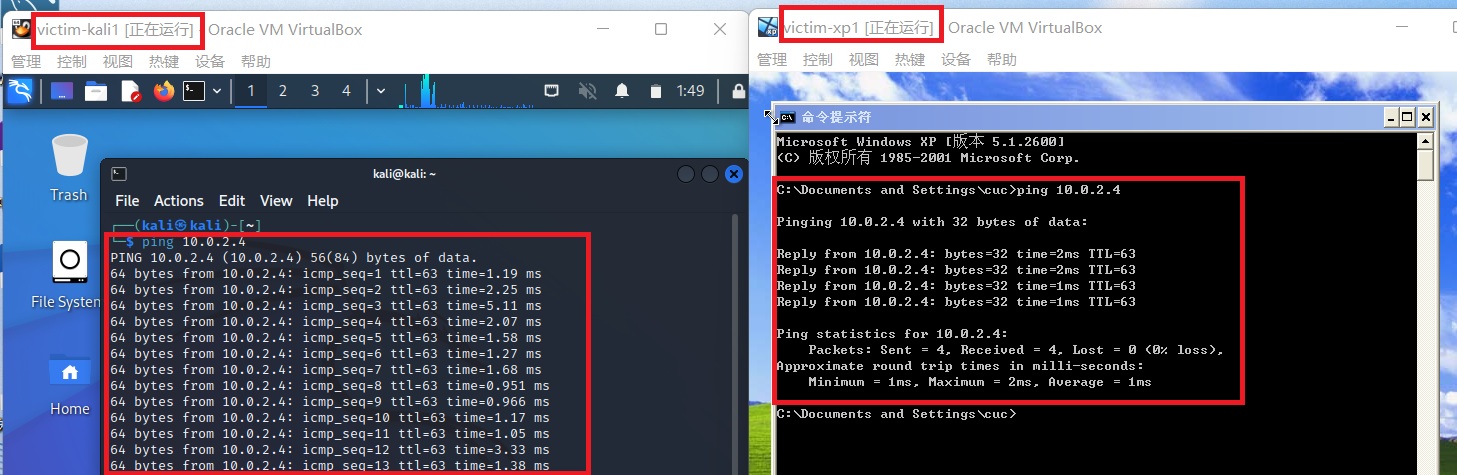 victim-kali1 [正在运行] - Oracle VM VirtualBox
管理 控制 视图 热键 设备 帮助
1 2 3 4 1:49
Trash
File System
Home
kali@kali: ~
File Actions Edit View Help
┌──(kali㉿kali)-[~]
└─$ ping 10.0.2.4
PING 10.0.2.4 (10.0.2.4) 56(84) bytes of data.
64 bytes from 10.0.2.4: icmp_seq=1 ttl=63 time=1.19 ms
64 bytes from 10.0.2.4: icmp_seq=2 ttl=63 time=2.25 ms
64 bytes from 10.0.2.4: icmp_seq=3 ttl=63 time=5.11 ms
64 bytes from 10.0.2.4: icmp_seq=4 ttl=63 time=2.07 ms
64 bytes from 10.0.2.4: icmp_seq=5 ttl=63 time=1.58 ms
64 bytes from 10.0.2.4: icmp_seq=6 ttl=63 time=1.27 ms
64 bytes from 10.0.2.4: icmp_seq=7 ttl=63 time=1.68 ms
64 bytes from 10.0.2.4: icmp_seq=8 ttl=63 time=0.951 ms
64 bytes from 10.0.2.4: icmp_seq=9 ttl=63 time=0.966 ms
64 bytes from 10.0.2.4: icmp_seq=10 ttl=63 time=1.17 ms
64 bytes from 10.0.2.4: icmp_seq=11 ttl=63 time=1.05 ms
64 bytes from 10.0.2.4: icmp_seq=12 ttl=63 time=3.33 ms
64 bytes from 10.0.2.4: icmp_seq=13 ttl=63 time=1.38 ms
victim-xp1 [正在运行] - Oracle VM VirtualBox
管理 控制 视图 热键 设备 帮助
命令提示符
Microsoft Windows XP [版本 5.1.2600]
(C) 版权所有 1985-2001 Microsoft Corp.
C:\Documents and Settings\cuc>ping 10.0.2.4
Pinging 10.0.2.4 with 32 bytes of data:
Reply from 10.0.2.4: bytes=32 time=2ms TTL=63
Reply from 10.0.2.4: bytes=32 time=2ms TTL=63
Reply from 10.0.2.4: bytes=32 time=1ms TTL=63
Reply from 10.0.2.4: bytes=32 time=1ms TTL=63
Ping statistics for 10.0.2.4:
Packets: Sent = 4, Received = 4, Lost = 0 (0% loss),
Approximate round trip times in milli-seconds:
Minimum = 1ms, Maximum = 2ms, Average = 1ms
C:\Documents and Settings\cuc>